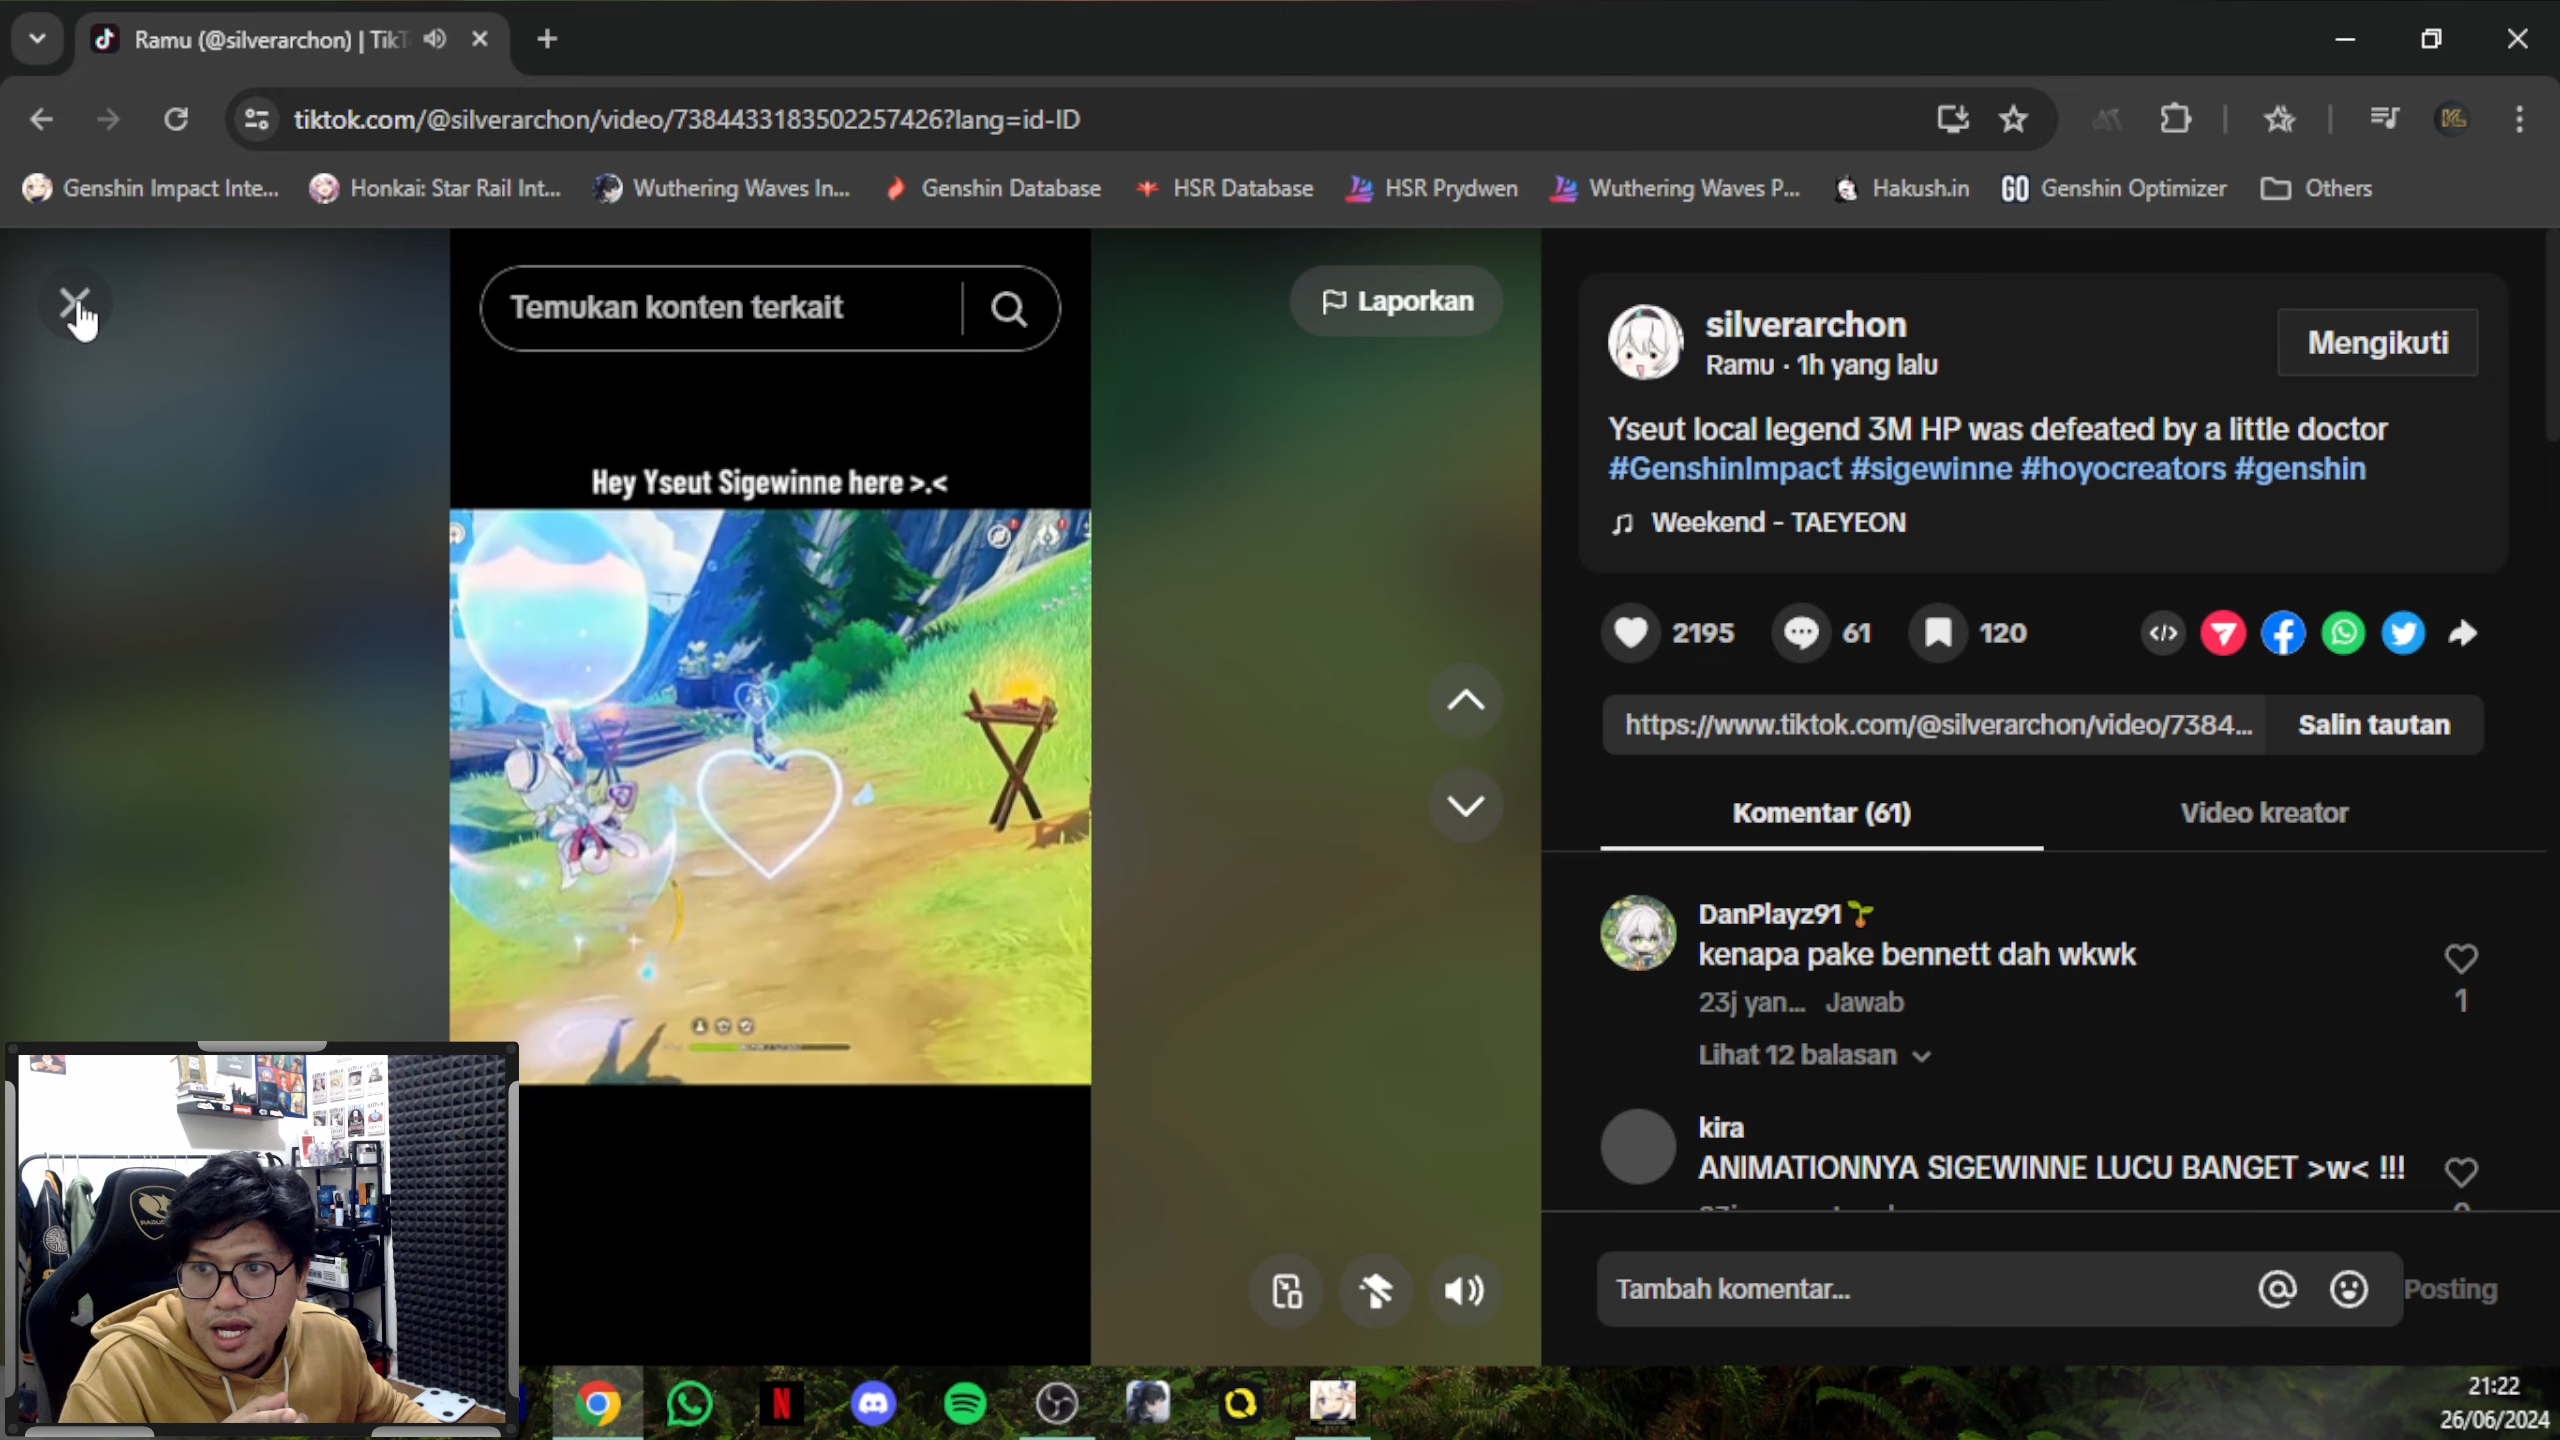 Ramu (@silverarchon) | TikT
tiktok.com/@silverarchon/video/7384433183502257426?lang=id-ID
Genshin Impact Inte...
Honkai: Star Rail Int...
Wuthering Waves In...
Genshin Database
HSR Database
HSR Prydwen
Wuthering Waves P...
Hakush.in
GO Genshin Optimizer
Others
Temukan konten terkait
Laporkan
Hey Yseut Sigewinne here >.<
silverarchon
Ramu · 1h yang lalu
Mengikuti
Yseut local legend 3M HP was defeated by a little doctor
#GenshinImpact #sigewinne #hoyocreators #genshin
Weekend - TAEYEON
2195
61
120
https://www.tiktok.com/@silverarchon/video/7384...
Salin tautan
Komentar (61)
Video kreator
DanPlayz91
kenapa pake bennett dah wkwk
23j yan... Jawab
1
Lihat 12 balasan
kira
ANIMATIONNYA SIGEWINNE LUCU BANGET >w< !!!
Tambah komentar...
Posting
21:22
26/06/2024